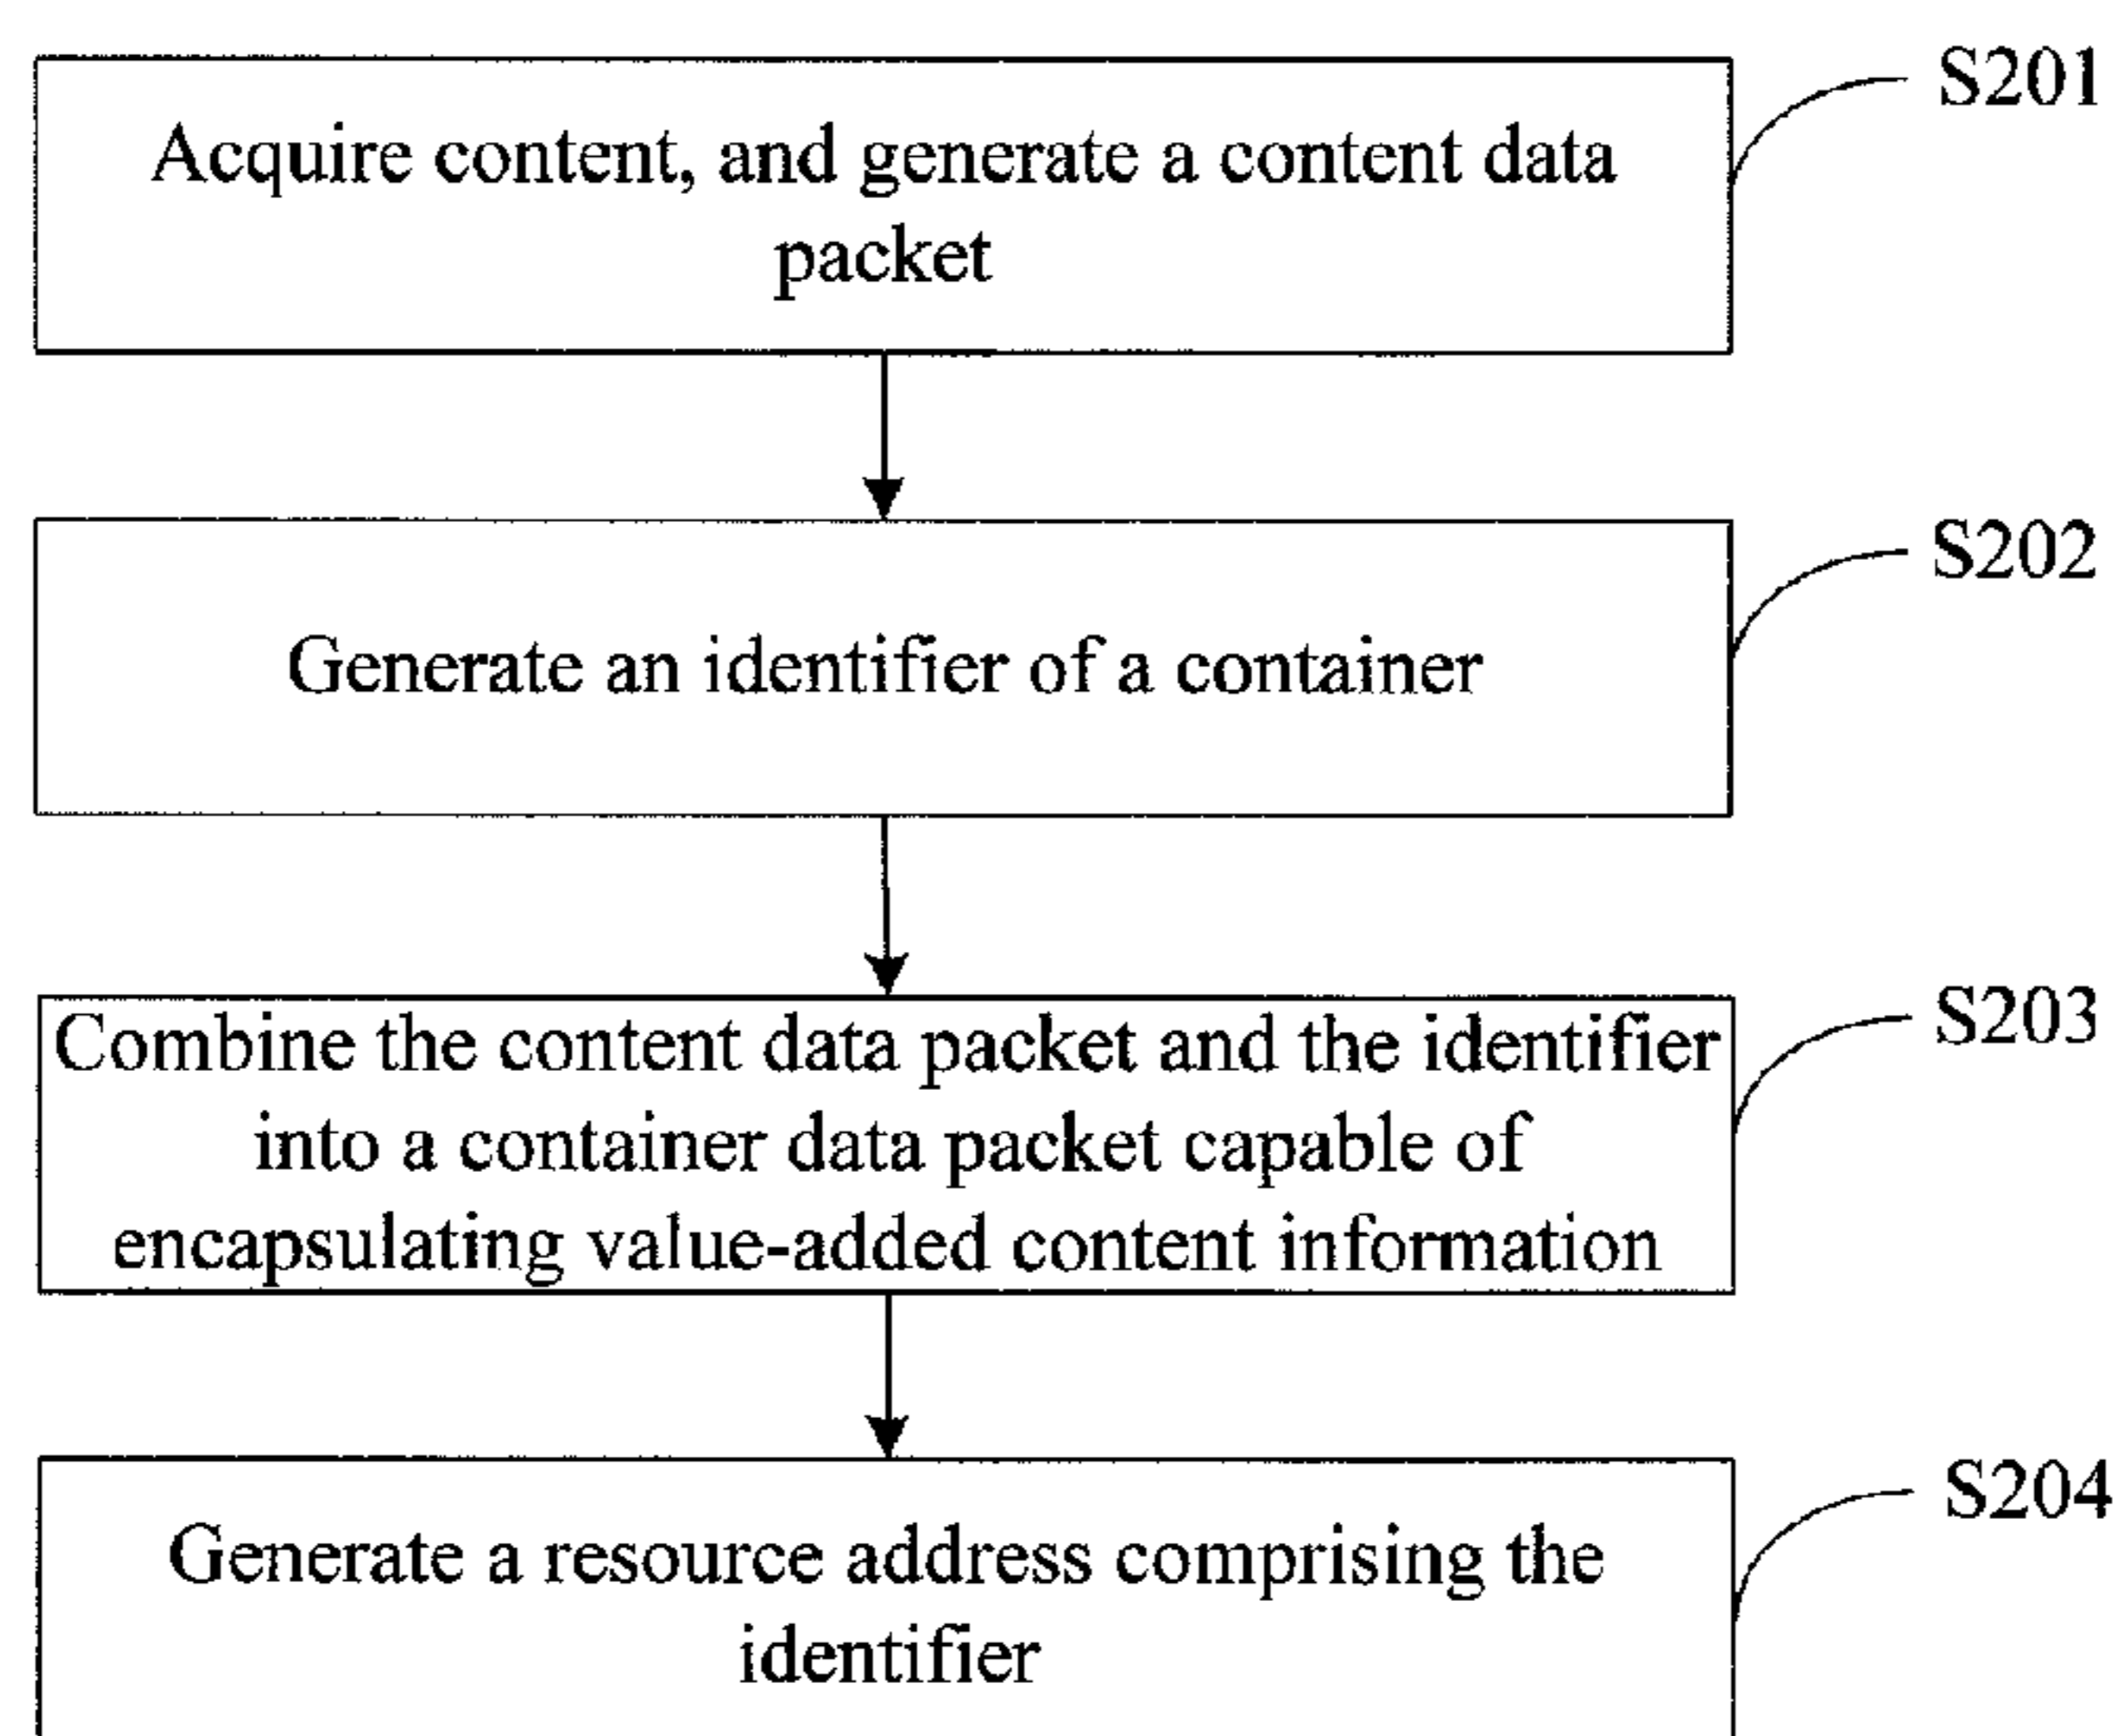 S201
Acquire content, and generate a content data
packet
S202
Generate an identifier of a container
S203
Combine the content data packet and the identifier
into a container data packet capable of
encapsulating value-added content information
S204
Generate a resource address comprising the
identifier